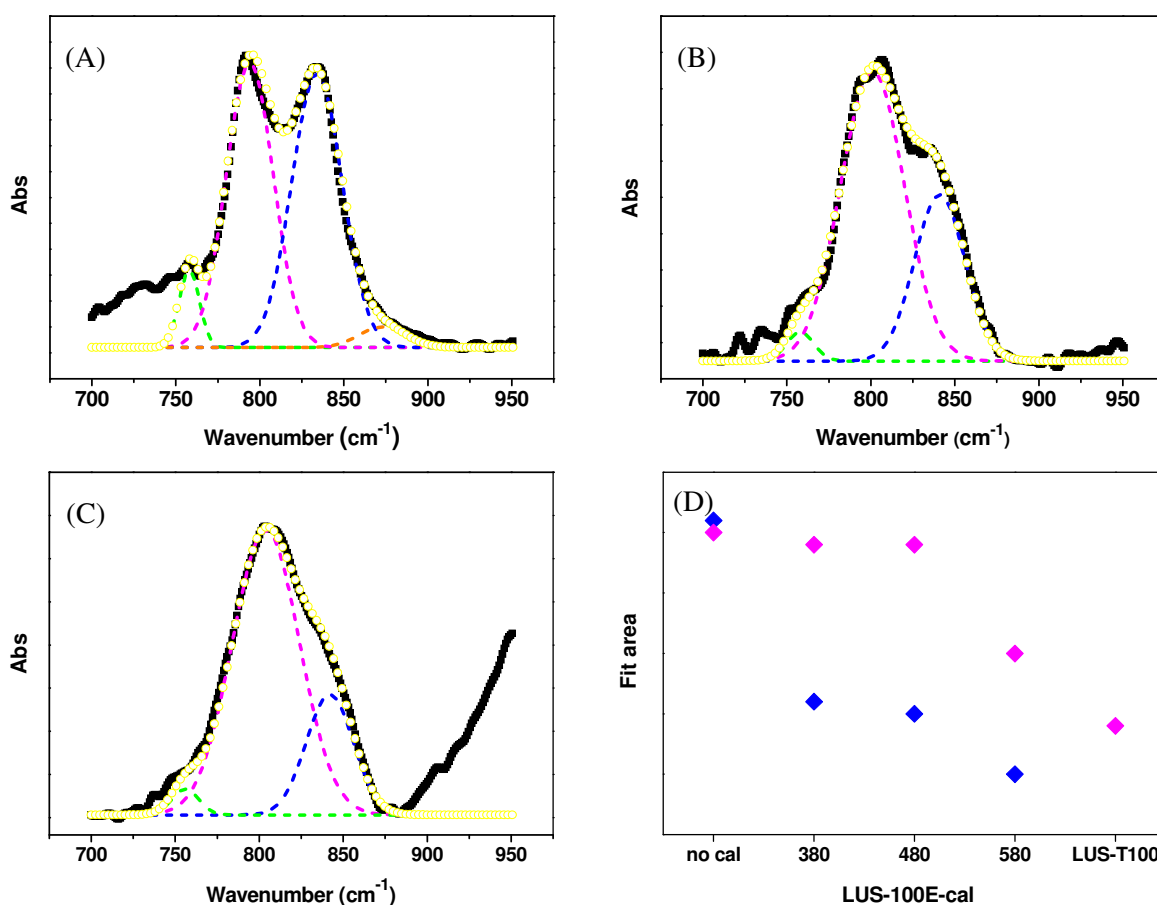 (A)
Abs
700 750 800 850 900 950
Wavenumber (cm⁻¹)
(B)
Abs
700 750 800 850 900 950
Wavenumber (cm⁻¹)
(C)
Abs
700 750 800 850 900 950
Wavenumber (cm⁻¹)
(D)
Fit area
no cal 380 480 580 LUS-T100
LUS-100E-cal